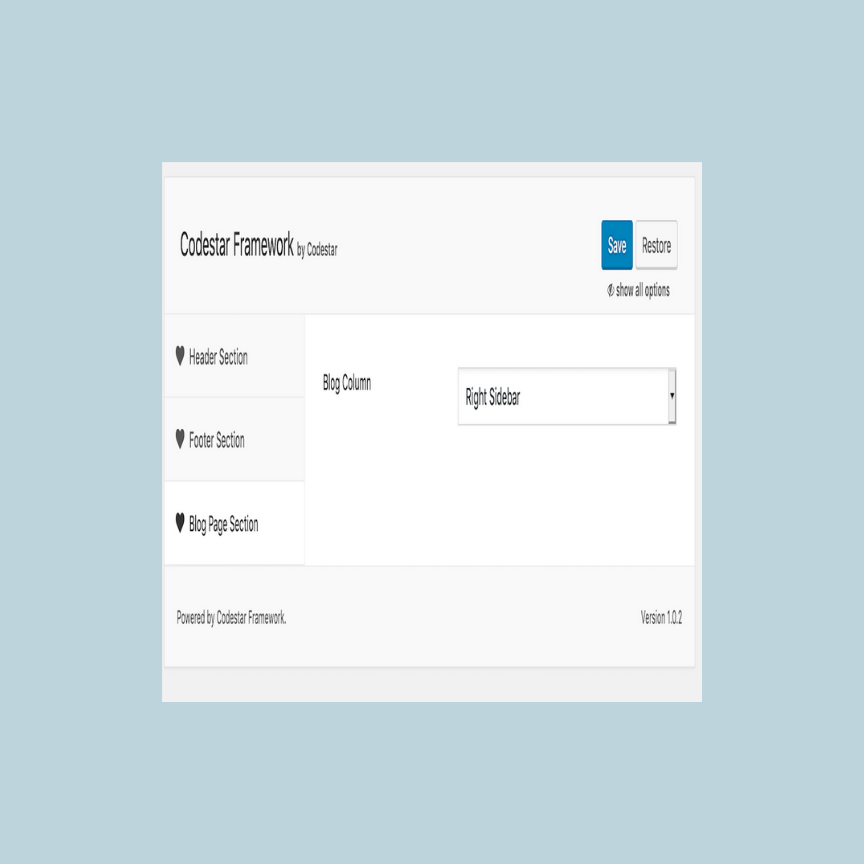 Codestar Framework by Codestar
Save
Restore
show all options
Header Section
Footer Section
Blog Page Section
Blog Column
Right Sidebar
Powered by Codestar Framework.
Version 1.0.2